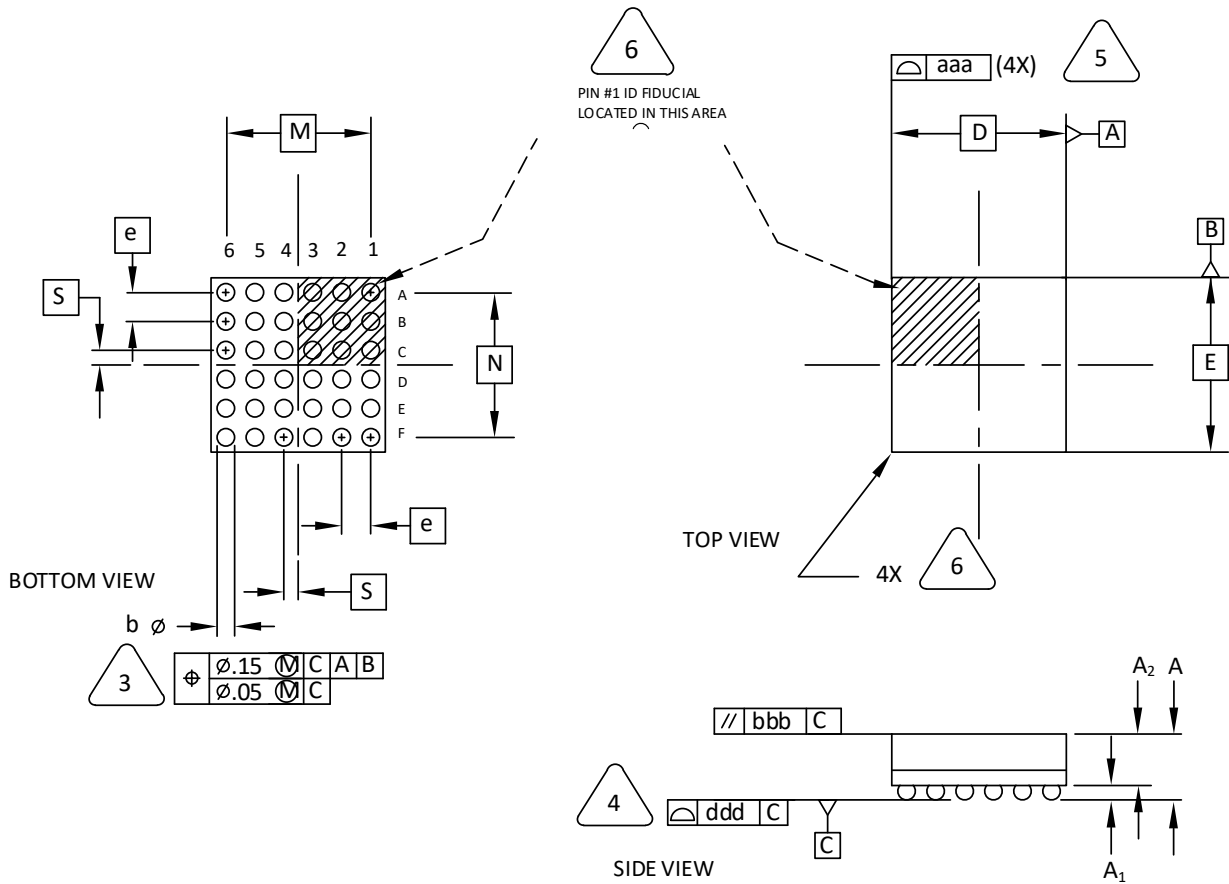 6
PIN #1 ID FIDUCIAL
LOCATED IN THIS AREA
aaa (4X)
5
M
D
A
e
6 5 4 3 2 1
B
S
A
B
C
D
E
F
N
E
e
TOP VIEW
4X
6
BOTTOM VIEW
S
b ⌀
3
⌖ ⌀.15 Ⓜ C A B
⌀.05 Ⓜ C
A₂ A
// bbb C
4
⌓ ddd C
C
SIDE VIEW
A₁